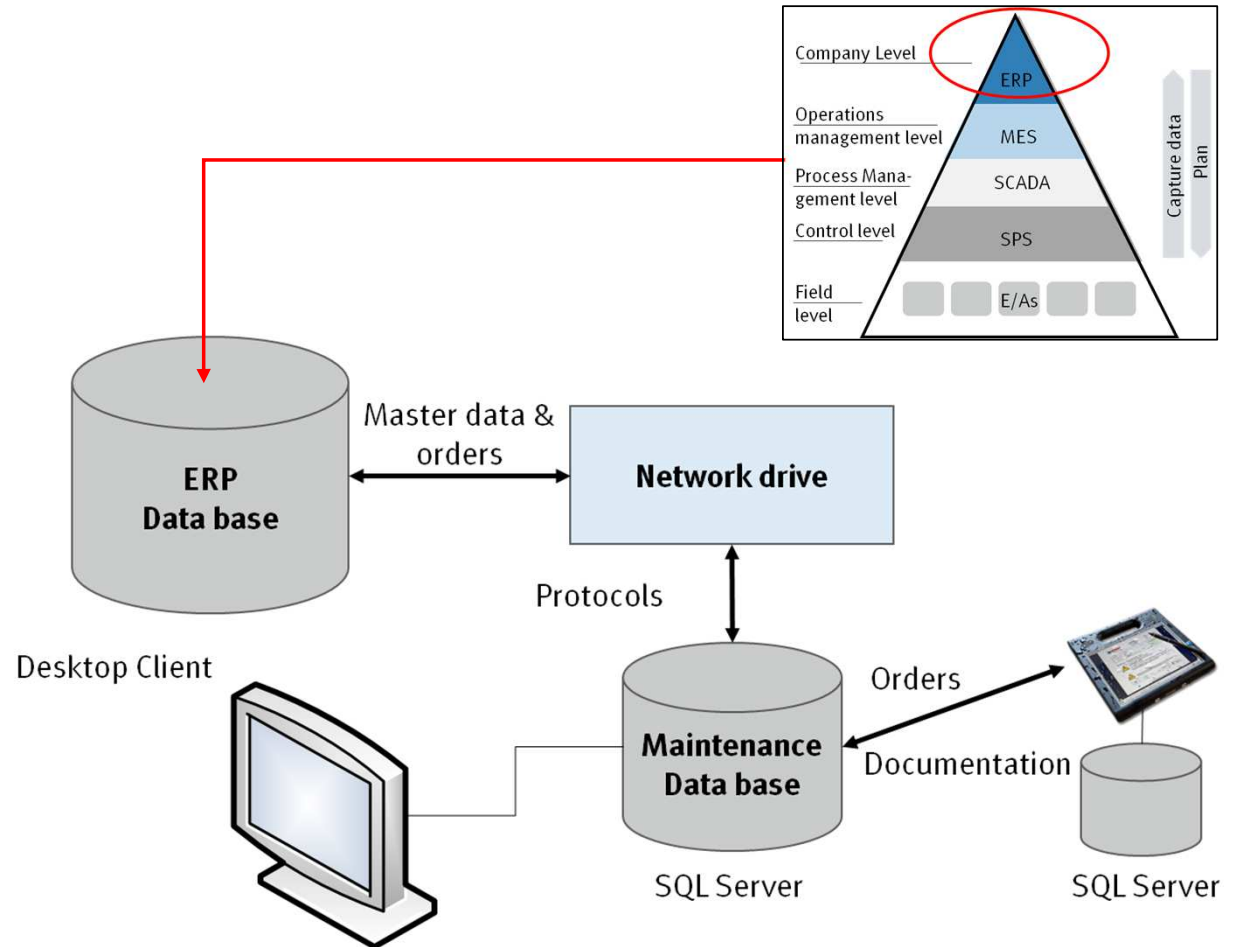 Company Level
ERP
Operations
management level
MES
Process Mana-
gement level
SCADA
Control level
SPS
Field
level
E/As
Capture data
Plan
Master data &
orders
ERP
Data base
Network drive
Protocols
Desktop Client
Orders
Maintenance
Data base
Documentation
SQL Server
SQL Server